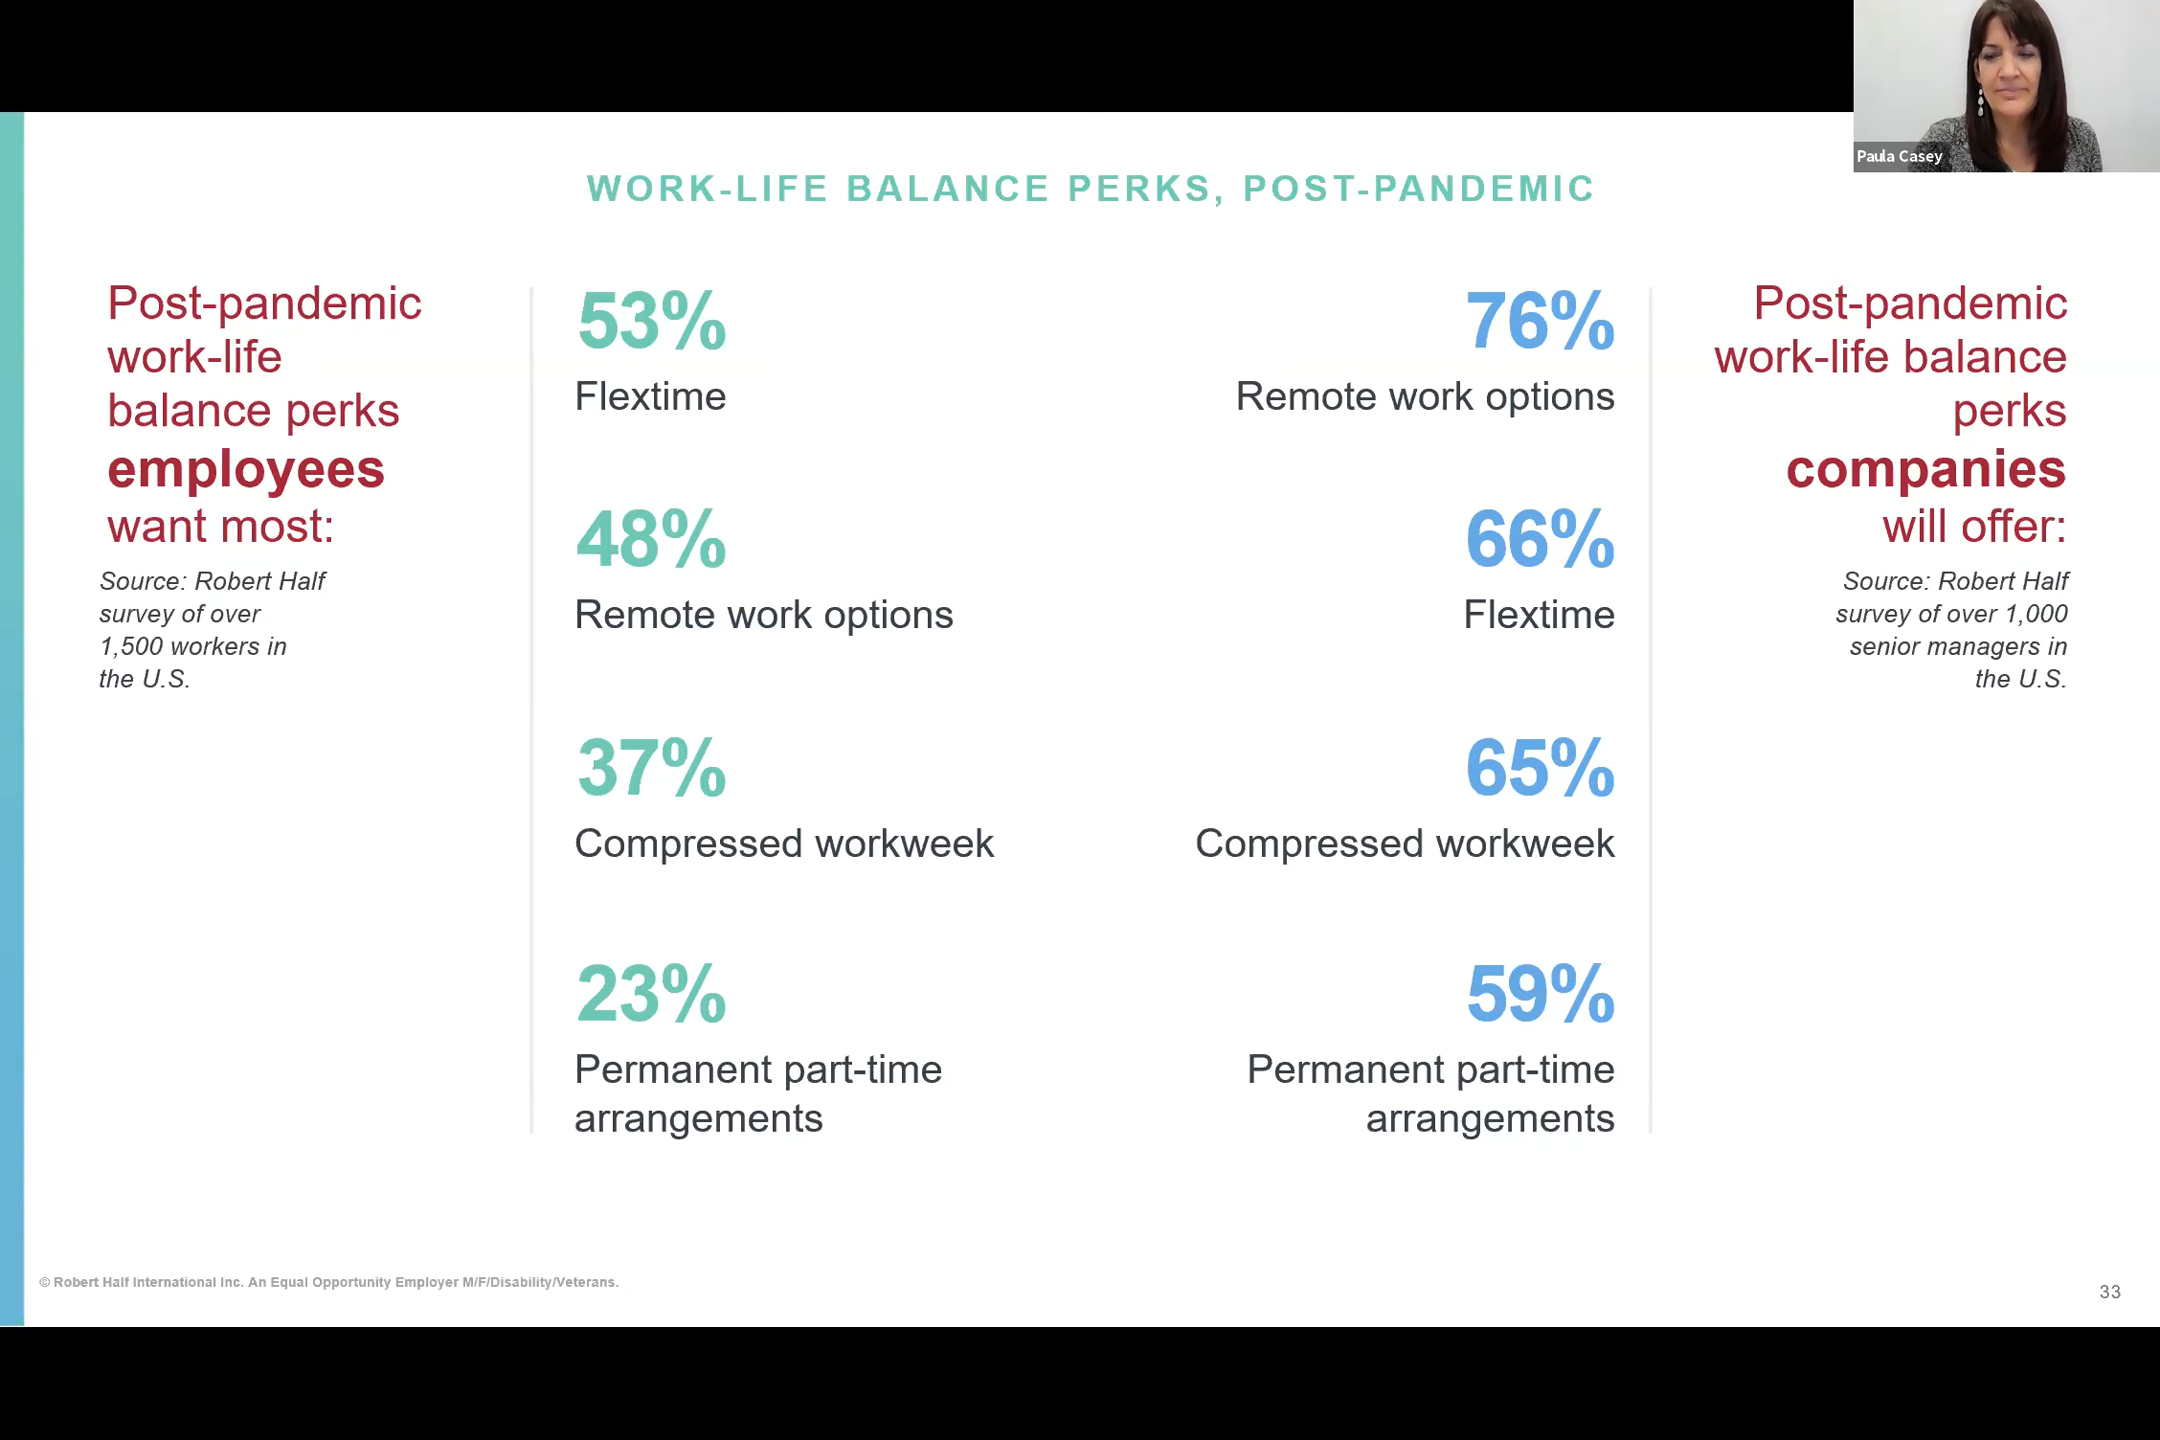 Paula Casey
WORK-LIFE BALANCE PERKS, POST-PANDEMIC
Post-pandemic
work-life
balance perks
employees
want most:
Source: Robert Half
survey of over
1,500 workers in
the U.S.
53%
Flextime
48%
Remote work options
37%
Compressed workweek
23%
Permanent part-time
arrangements
76%
Remote work options
66%
Flextime
65%
Compressed workweek
59%
Permanent part-time
arrangements
Post-pandemic
work-life balance
perks
companies
will offer:
Source: Robert Half
survey of over 1,000
senior managers in
the U.S.
© Robert Half International Inc. An Equal Opportunity Employer M/F/Disability/Veterans.
33